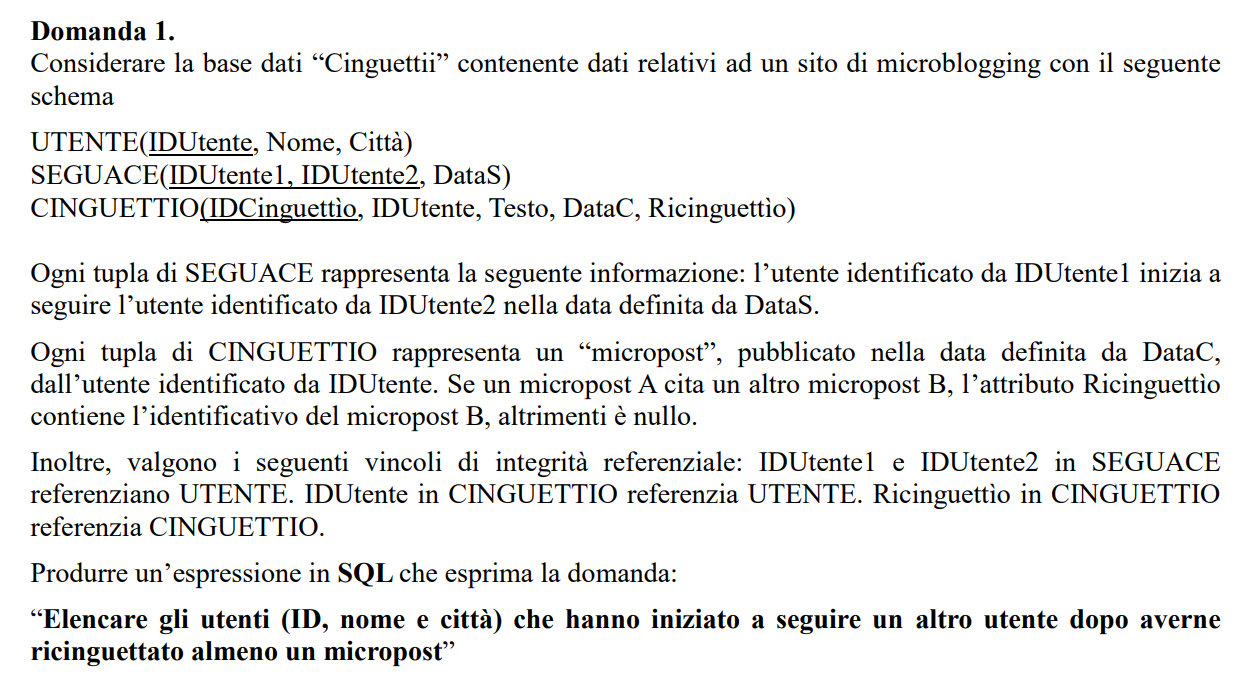 Domanda 1.
Considerare la base dati “Cinguettii” contenente dati relativi ad un sito di microblogging con il seguente
schema
UTENTE(IDUtente, Nome, Città)
SEGUACE(IDUtente1, IDUtente2, DataS)
CINGUETTIO(IDCinguettìo, IDUtente, Testo, DataC, Ricinguettìo)
Ogni tupla di SEGUACE rappresenta la seguente informazione: l’utente identificato da IDUtente1 inizia a
seguire l’utente identificato da IDUtente2 nella data definita da DataS.
Ogni tupla di CINGUETTIO rappresenta un “micropost”, pubblicato nella data definita da DataC,
dall’utente identificato da IDUtente. Se un micropost A cita un altro micropost B, l’attributo Ricinguettìo
contiene l’identificativo del micropost B, altrimenti è nullo.
Inoltre, valgono i seguenti vincoli di integrità referenziale: IDUtente1 e IDUtente2 in SEGUACE
referenziano UTENTE. IDUtente in CINGUETTIO referenzia UTENTE. Ricinguettìo in CINGUETTIO
referenzia CINGUETTIO.
Produrre un’espressione in SQL che esprima la domanda:
“Elencare gli utenti (ID, nome e città) che hanno iniziato a seguire un altro utente dopo averne
ricinguettato almeno un micropost”